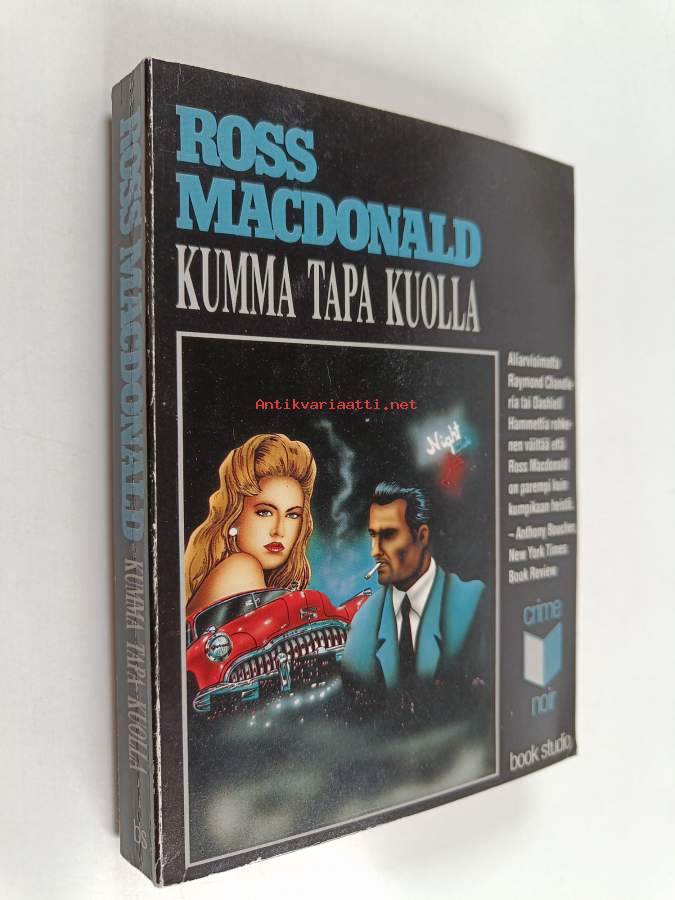 ROSS
MACDONALD
KUMMA TAPA KUOLLA
Aliarvioimatta
Raymond Chandle-
ria tai Dashiell
Hammettia rohke-
nen väittää että
Ross Macdonald
on parempi kuin
kumpikaan heistä.
– Anthony Boucher
New York Times
Book Review
Night
crime
noir
book studio
ROSS MACDONALD - KUMMA TAPA KUOLLA
bs
Antikvariaatti.net